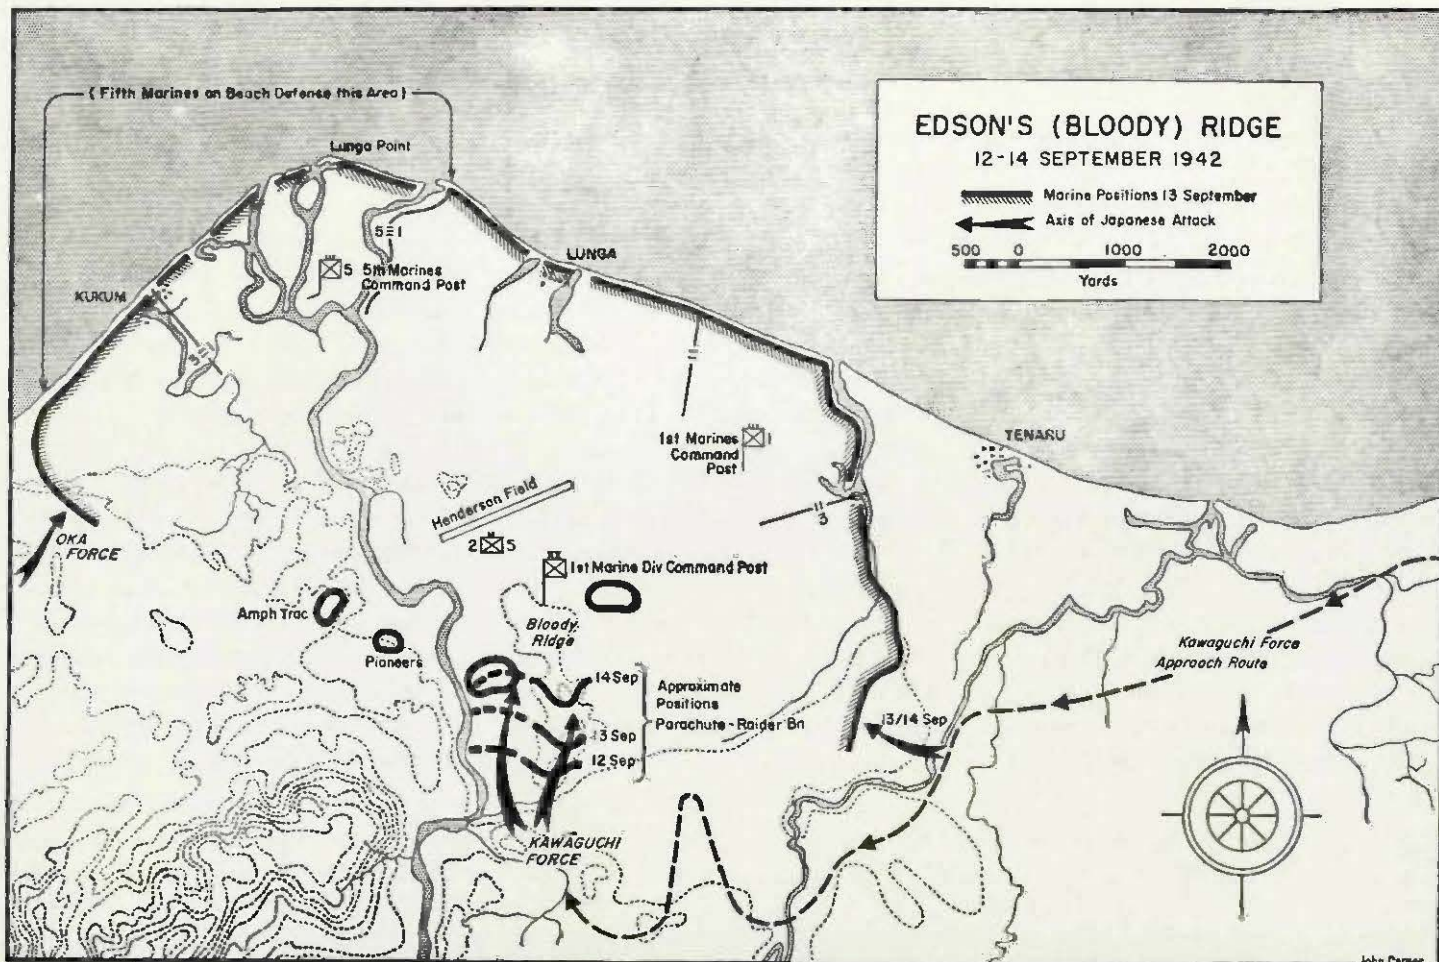 ( Fifth Marines on Beach Defense this Area )
EDSON'S (BLOODY) RIDGE
12-14 SEPTEMBER 1942
Marine Positions 13 September
Axis of Japanese Attack
500 0 1000 2000
Yards
Lunga Point
5 1
LUNGA
5 5th Marines
Command Post
KUKUM
1st Marines
Command
Post
1
TENARU
Henderson Field
2 5
3
OKA
FORCE
1st Marine Div Command Post
Amph Trac
Bloody
Ridge
Pioneers
Kawaguchi Force
Approach Route
14 Sep
Approximate
Positions
Parachute-Raider Bn
13 Sep
12 Sep
13/14 Sep
KAWAGUCHI
FORCE